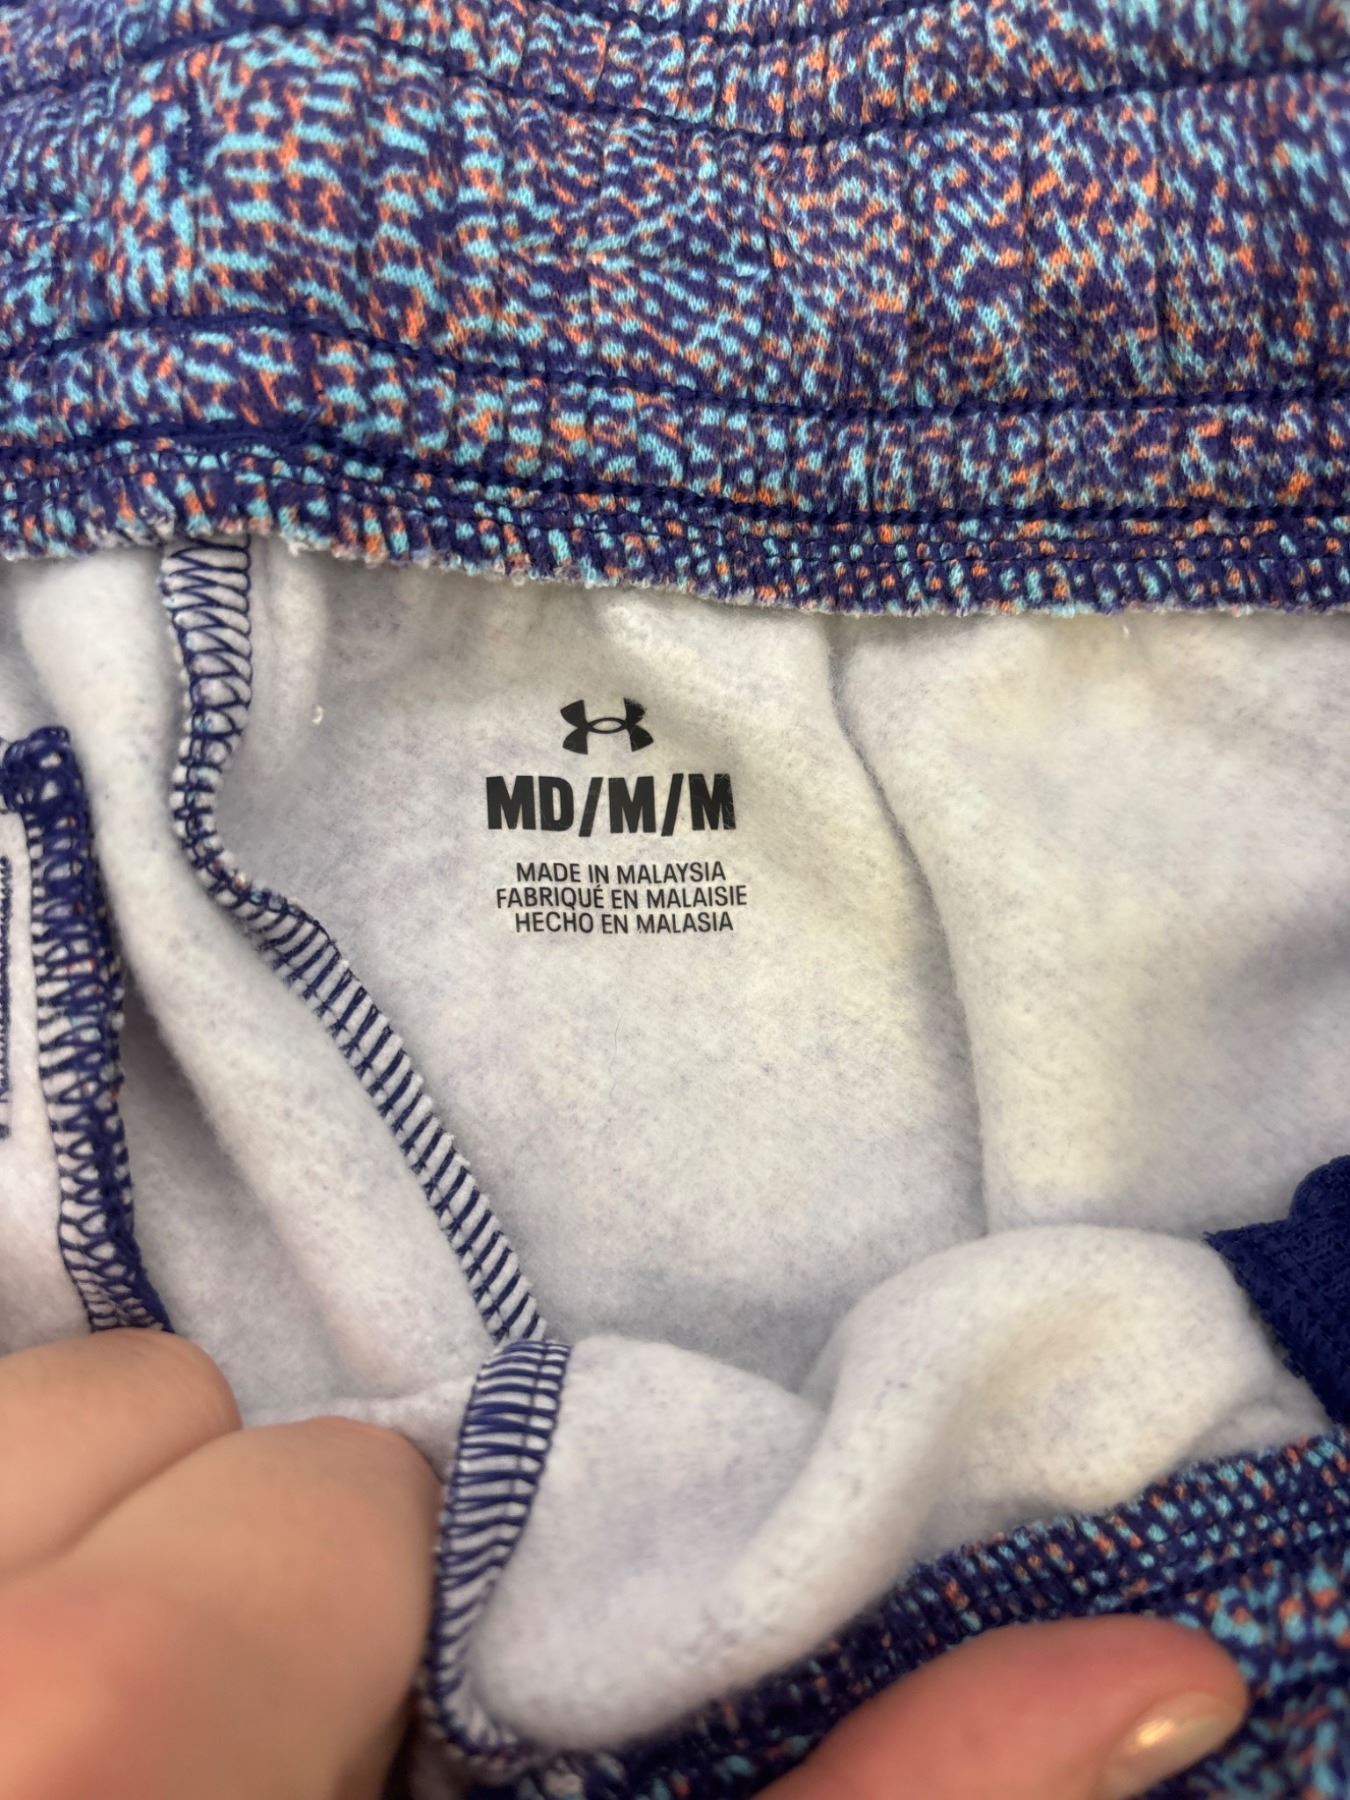 MD/M/M
MADE IN MALAYSIA
FABRIQUÉ EN MALAISIE
HECHO EN MALASIA